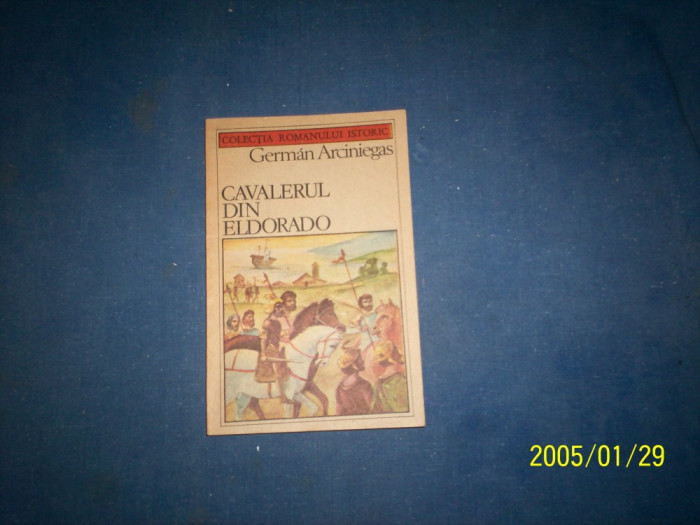 COLECȚIA ROMANULUI ISTORIC
Germán Arciniegas
CAVALERUL
DIN
ELDORADO
2005/01/29